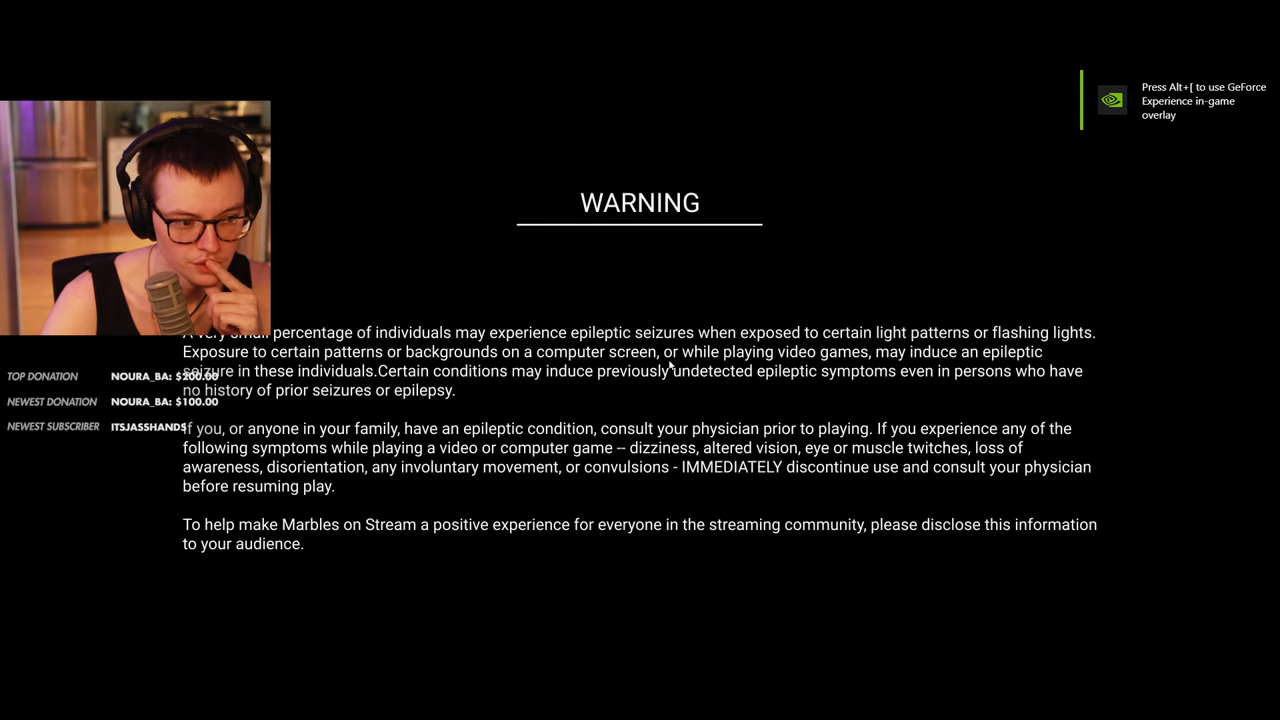 Press Alt+[ to use GeForce
Experience in-game
overlay
WARNING
A very small percentage of individuals may experience epileptic seizures when exposed to certain light patterns or flashing lights.
Exposure to certain patterns or backgrounds on a computer screen, or while playing video games, may induce an epileptic
seizure in these individuals.Certain conditions may induce previously undetected epileptic symptoms even in persons who have
no history of prior seizures or epilepsy.
TOP DONATION NOURA_BA: $200.00
NEWEST DONATION NOURA_BA: $100.00
NEWEST SUBSCRIBER ITSJASSHANDS
If you, or anyone in your family, have an epileptic condition, consult your physician prior to playing. If you experience any of the
following symptoms while playing a video or computer game -- dizziness, altered vision, eye or muscle twitches, loss of
awareness, disorientation, any involuntary movement, or convulsions - IMMEDIATELY discontinue use and consult your physician
before resuming play.
To help make Marbles on Stream a positive experience for everyone in the streaming community, please disclose this information
to your audience.